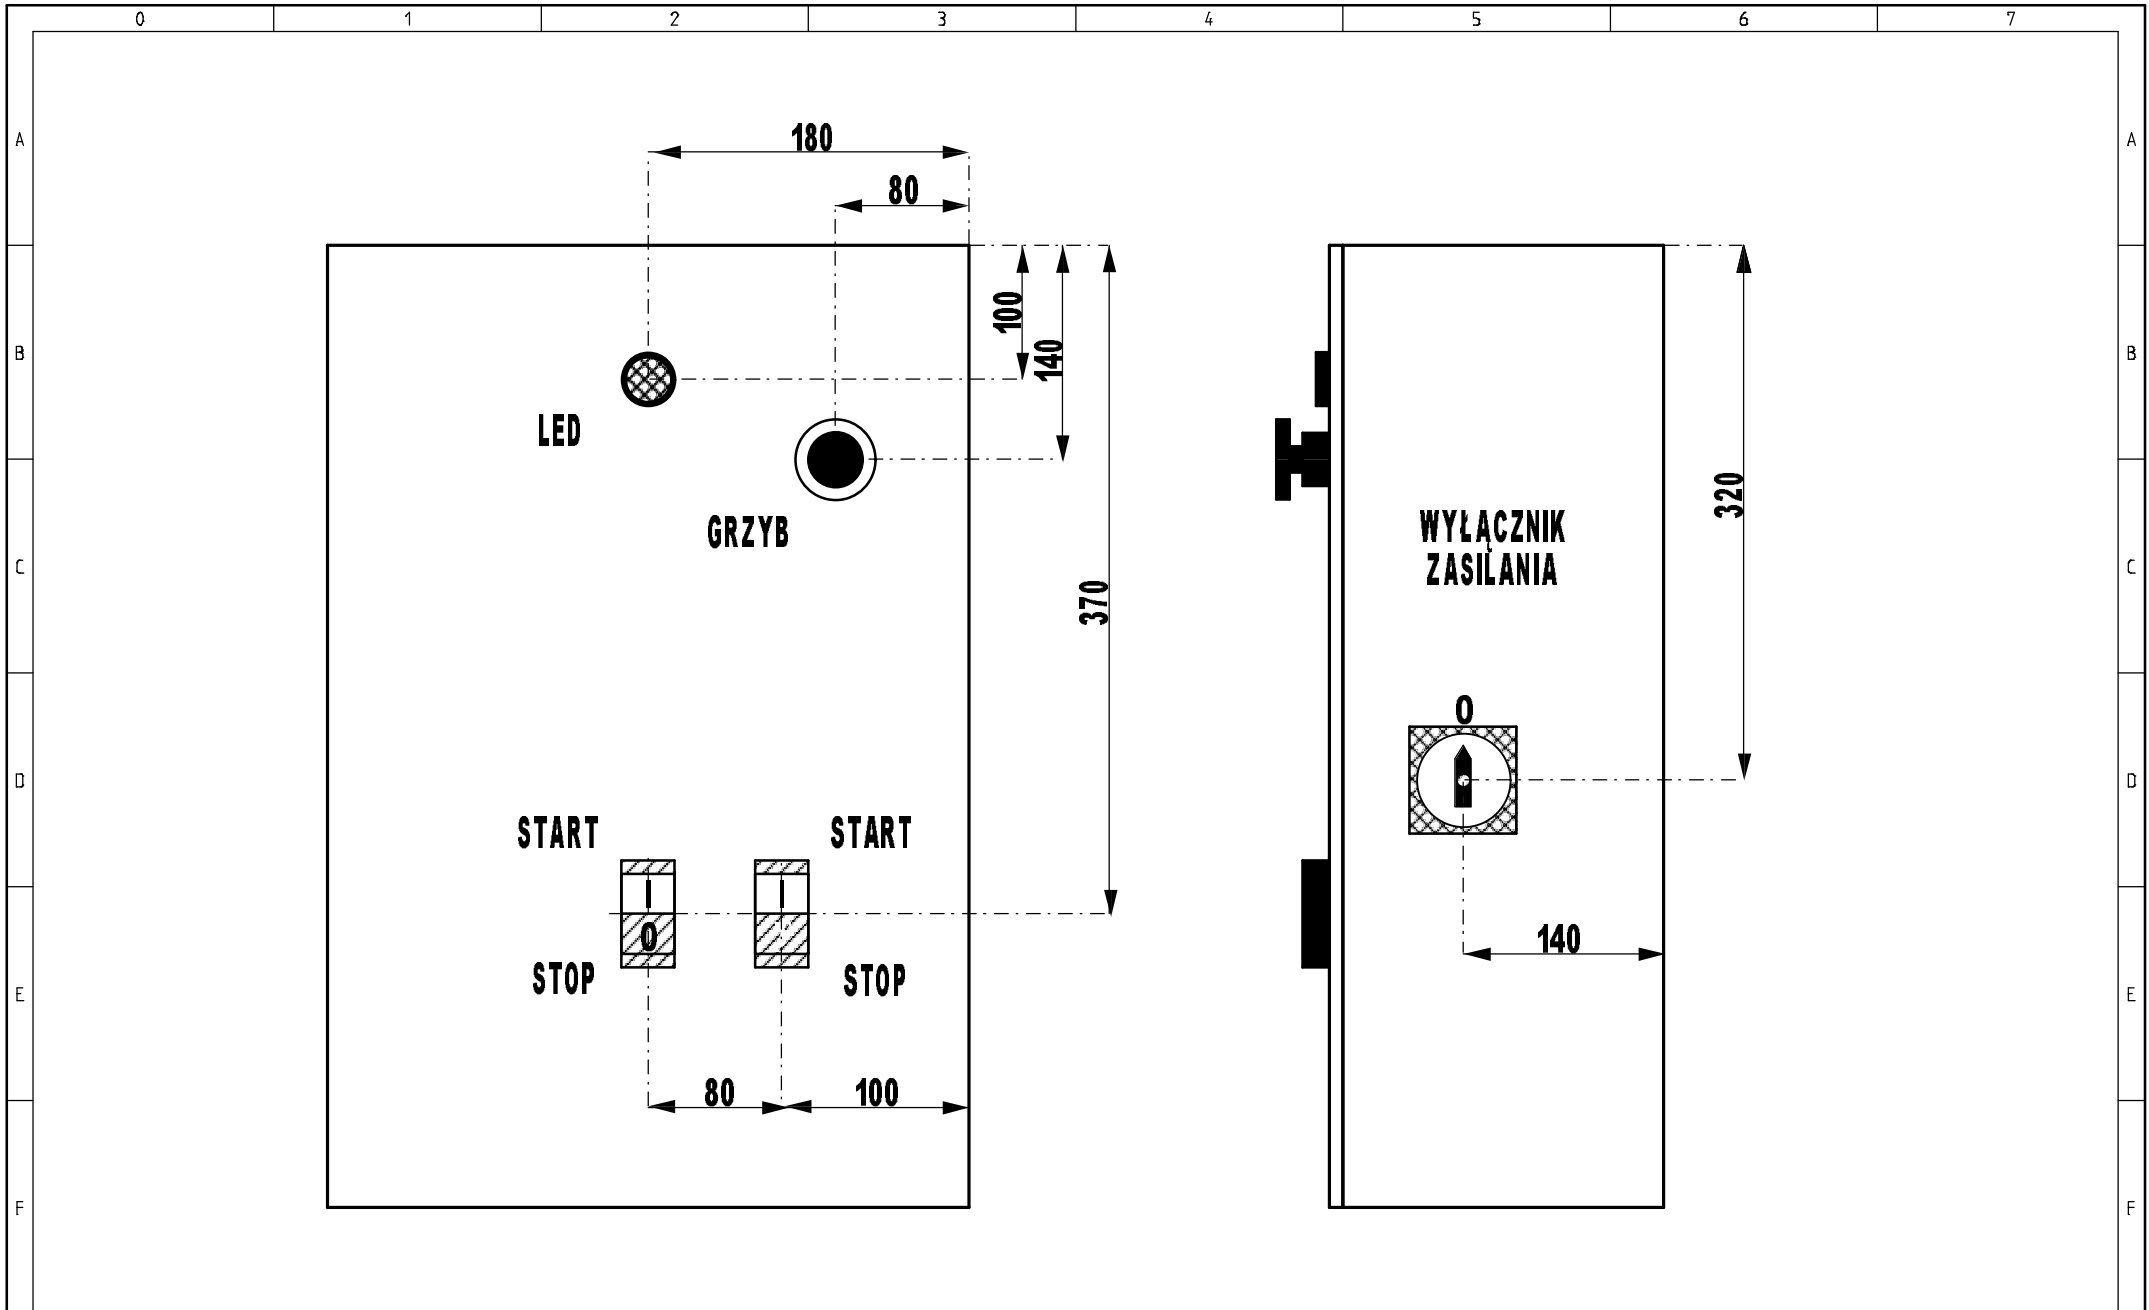 0 1 2 3 4 5 6 7
A A
180
80
B B
100
140
LED
GRZYB
320
WYŁĄCZNIK
ZASILANIA
C C
370
0
D D
START START
I I
0
STOP STOP
140
E E
80 100
F F